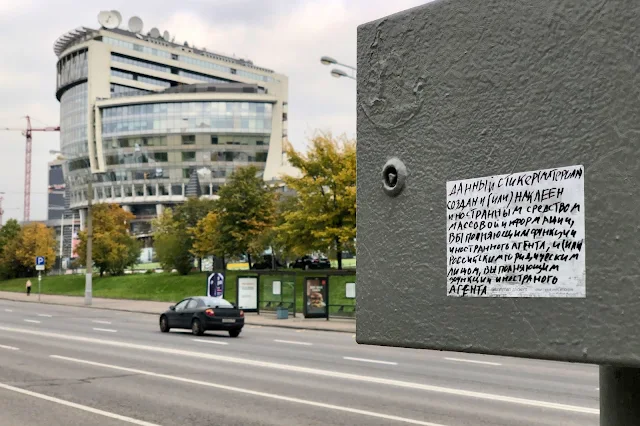 ДАННЫЙ СТИКЕР (МАТЕРИАЛ)
СОЗДАН И (ИЛИ) НАКЛЕЕН
ИНОСТРАННЫМ СРЕДСТВОМ
МАССОВОЙ ИНФОРМАЦИИ,
ВЫПОЛНЯЮЩИМ ФУНКЦИИ
ИНОСТРАННОГО АГЕНТА, И (ИЛИ
РОССИЙСКИМ ЮРИДИЧЕСКИМ
ЛИЦОМ, ВЫПОЛНЯЮЩИМ
ФУНКЦИИ ИНОСТРАНОГО
АГЕНТА
P